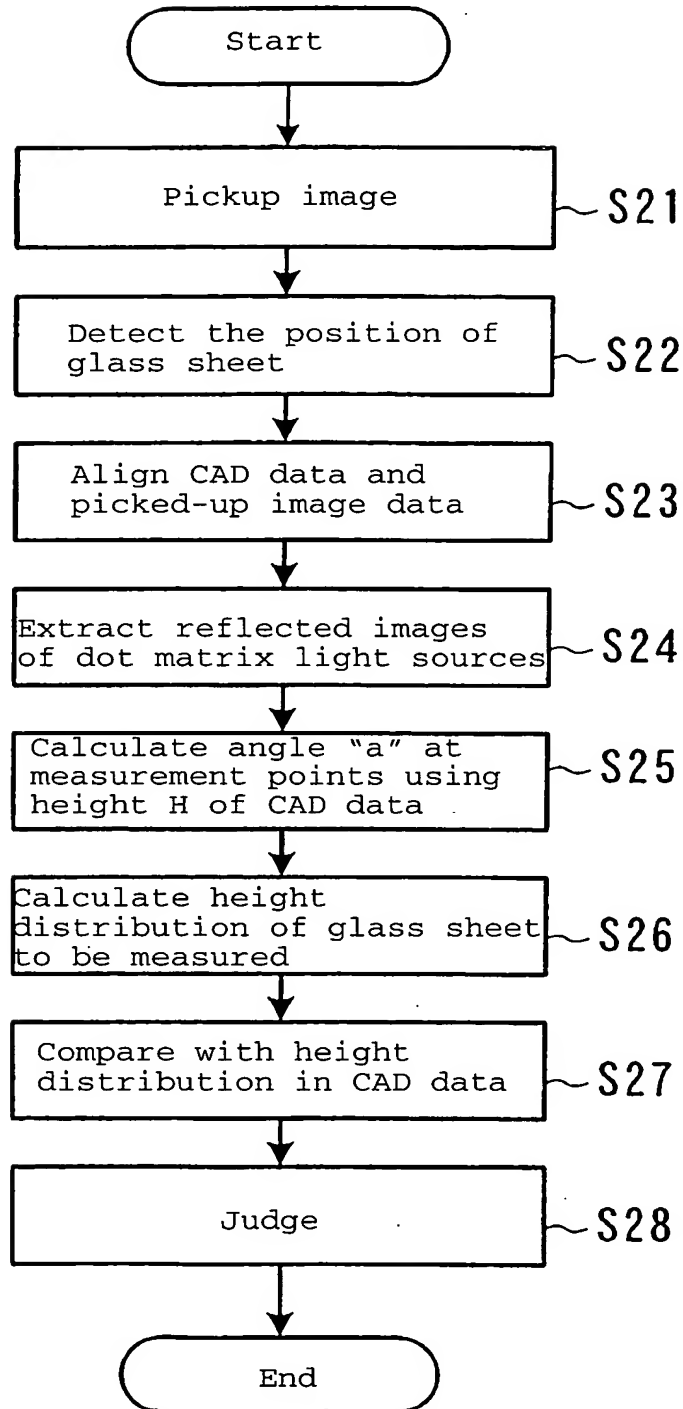 Start
Pickup image
S21
Detect the position of
glass sheet
S22
Align CAD data and
picked-up image data
S23
Extract reflected images
of dot matrix light sources
S24
Calculate angle “a” at
measurement points using
height H of CAD data
S25
Calculate height
distribution of glass sheet
to be measured
S26
Compare with height
distribution in CAD data
S27
Judge
S28
End